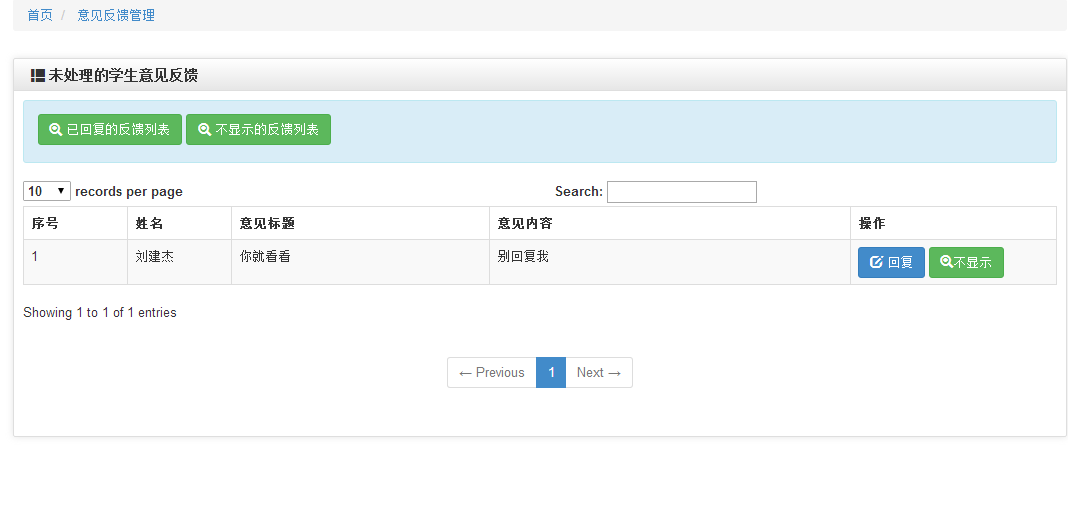 首页 / 意见反馈管理
未处理的学生意见反馈
已回复的反馈列表 不显示的反馈列表
10 records per page Search:
序号 姓名 意见标题 意见内容 操作
1 刘建杰 你就看看 别回复我 回复 不显示
Showing 1 to 1 of 1 entries
← Previous 1 Next →